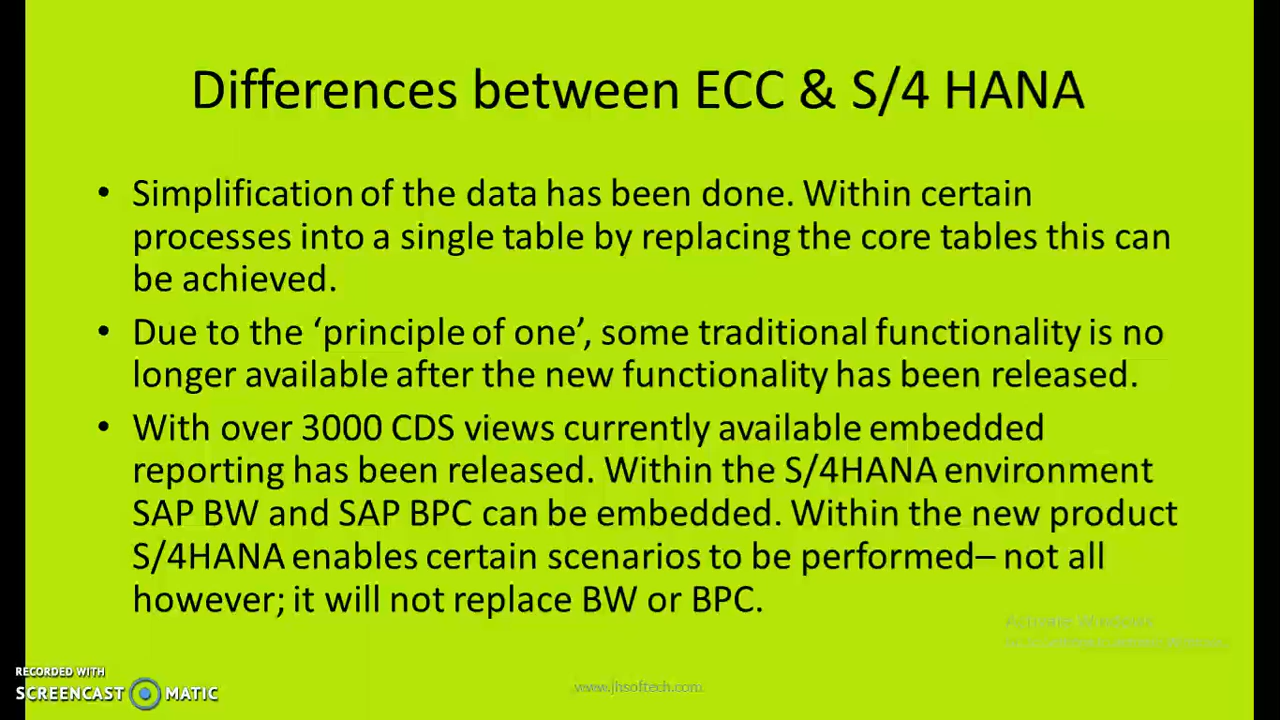 Differences between ECC & S/4 HANA
• Simplification of the data has been done. Within certain
processes into a single table by replacing the core tables this can
be achieved.
• Due to the ‘principle of one’, some traditional functionality is no
longer available after the new functionality has been released.
• With over 3000 CDS views currently available embedded
reporting has been released. Within the S/4HANA environment
SAP BW and SAP BPC can be embedded. Within the new product
S/4HANA enables certain scenarios to be performed– not all
however; it will not replace BW or BPC.
Activate Windows
RECORDED WITH
SCREENCAST MATIC
www.jhsoftech.com